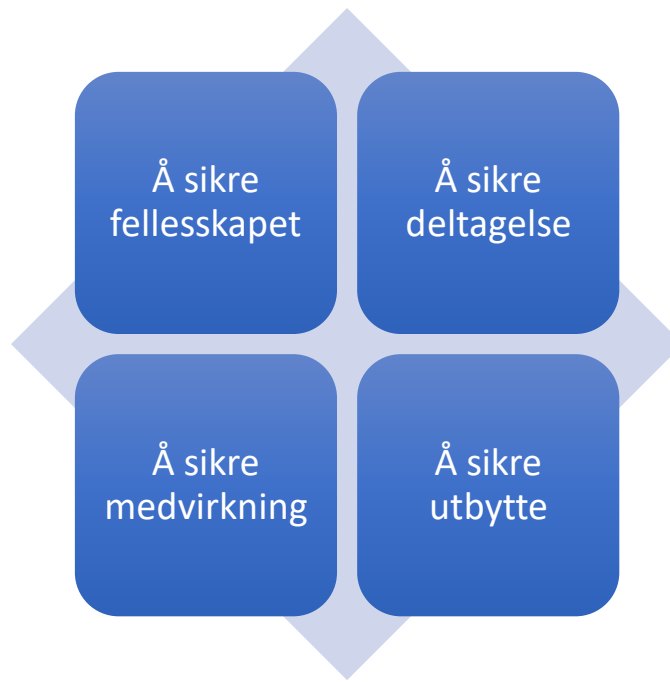 Å sikre
fellesskapet
Å sikre
deltagelse
Å sikre
medvirkning
Å sikre
utbytte